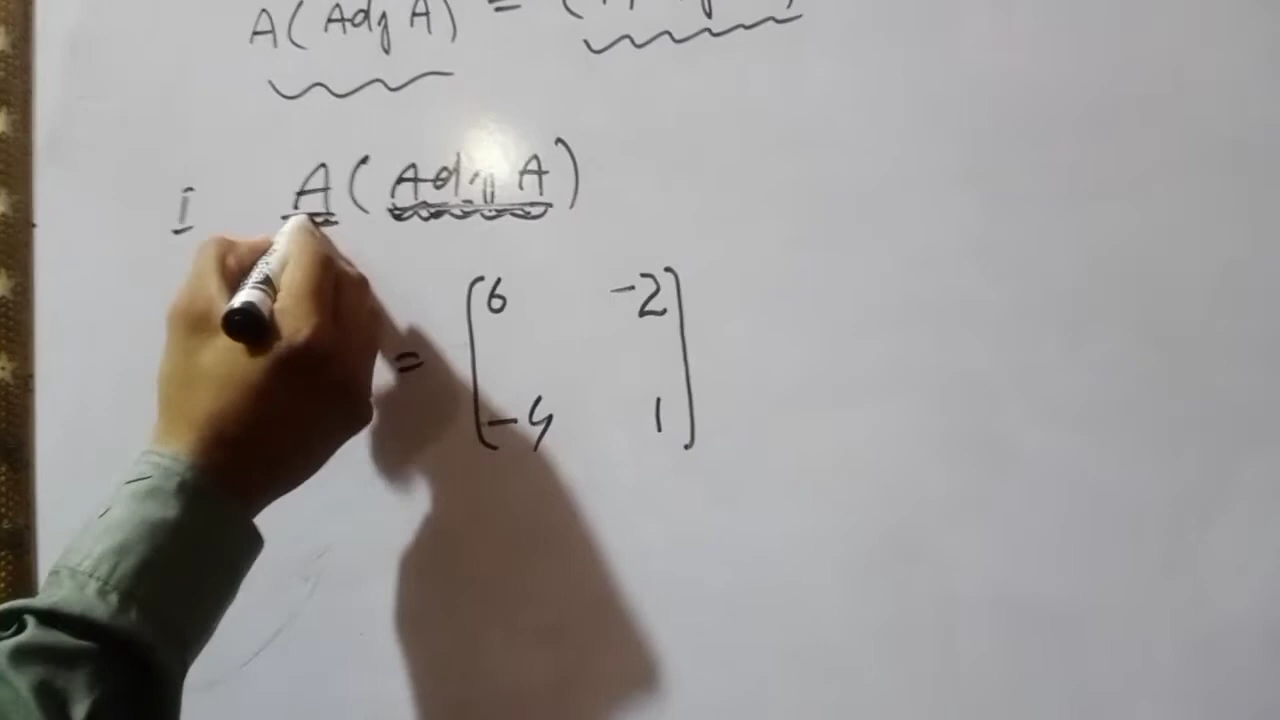 A(Adj A) =
I A(Adj A)
= [6 -2
-4 1]